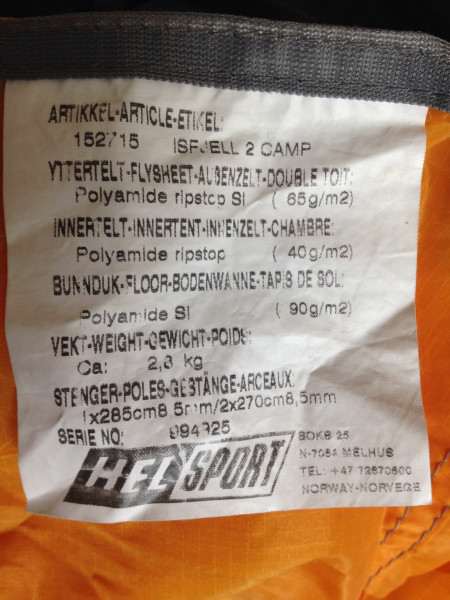 ARTIKKEL-ARTICLE-ETIKEL:
152715 ISFJELL 2 CAMP
YTTERTELT-FLYSHEET-AUßENZELT-DOUBLE TOIT:
Polyamide ripstop SI ( 65g/m2)
INNERTELT-INNERTENT-INNENZELT-CHAMBRE:
Polyamide ripstop ( 40g/m2)
BUNNDUK-FLOOR-BODENWANNE-TAPIS DE SOL:
Polyamide SI ( 90g/m2)
VEKT-WEIGHT-GEWICHT-POIDS:
Ca: 2,3 kg
STENGER-POLES-GESTÄNGE-ARCEAUX:
1x285cm8,5mm/2x270cm8,5mm
SERIE NO: 994325
HELSPORT
BOKS 25
N-7084 MELHUS
TEL: +47 72870800
NORWAY-NORVEGE